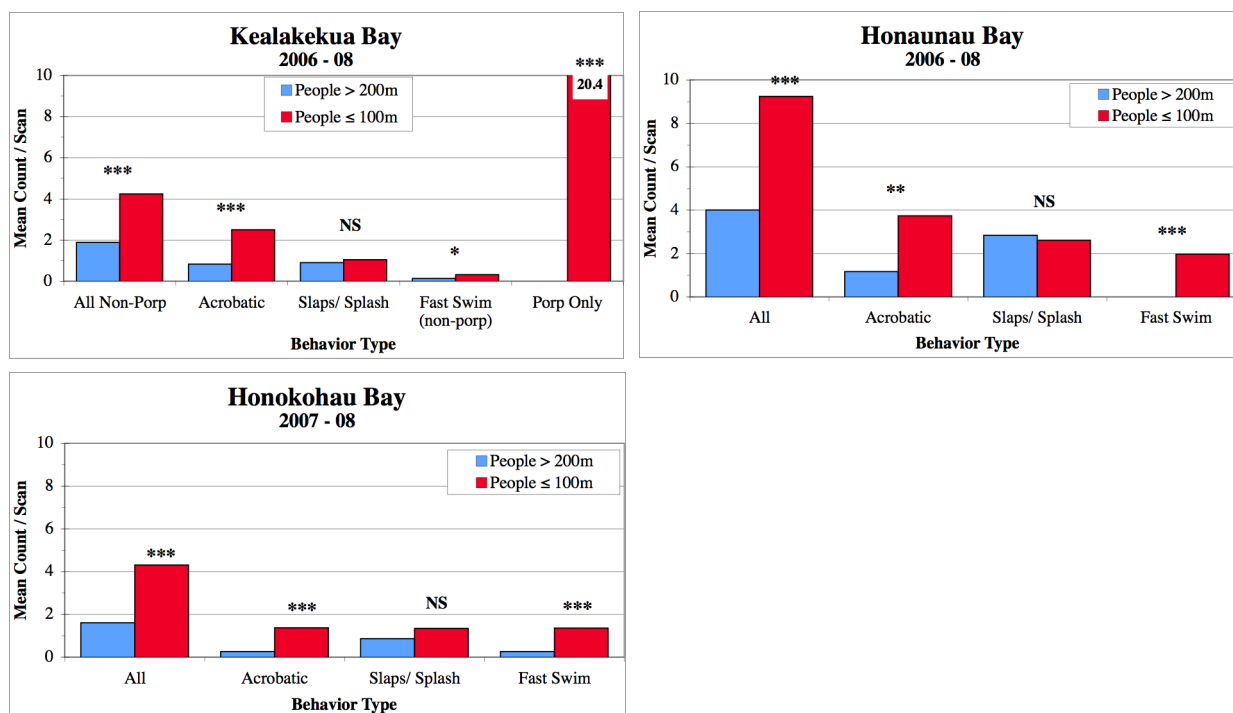 Kealakekua Bay
2006 - 08
People > 200m
People ≤ 100m
***
20.4
10
8
6
4
2
0
Mean Count / Scan
***
***
NS
*
All Non-Porp
Acrobatic
Slaps/ Splash
Fast Swim
(non-porp)
Porp Only
Behavior Type
Honaunau Bay
2006 - 08
People > 200m
People ≤ 100m
10
8
6
4
2
0
Mean Count / Scan
***
**
NS
***
All
Acrobatic
Slaps/ Splash
Fast Swim
Behavior Type
Honokohau Bay
2007 - 08
People > 200m
People ≤ 100m
10
8
6
4
2
0
Mean Count / Scan
***
***
NS
***
All
Acrobatic
Slaps/ Splash
Fast Swim
Behavior Type